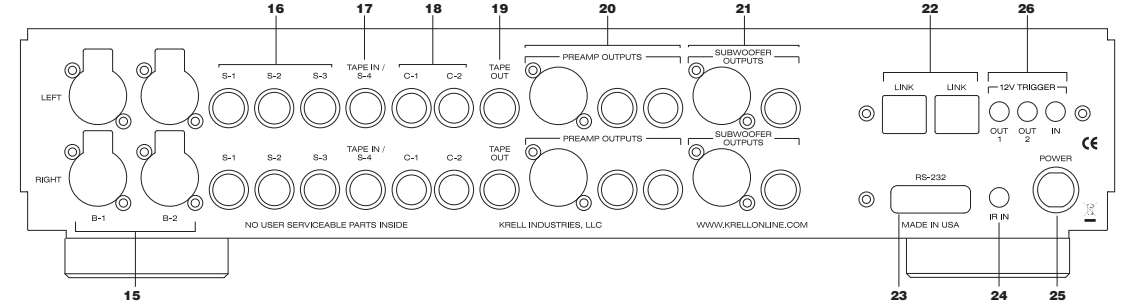 16 17 18 19 20 21 22 26
PREAMP OUTPUTS
SUBWOOFER
OUTPUTS
S-1 S-2 S-3
TAPE IN /
S-4
C-1 C-2
TAPE
OUT
LEFT
LINK LINK
12V TRIGGER
OUT
1
OUT
2
IN
CE
PREAMP OUTPUTS
SUBWOOFER
OUTPUTS
S-1 S-2 S-3
TAPE IN /
S-4
C-1 C-2
TAPE
OUT
RIGHT
POWER
RS-232
IR IN
B-1 B-2
NO USER SERVICEABLE PARTS INSIDE KRELL INDUSTRIES, LLC WWW.KRELLONLINE.COM MADE IN USA
15 23 24 25